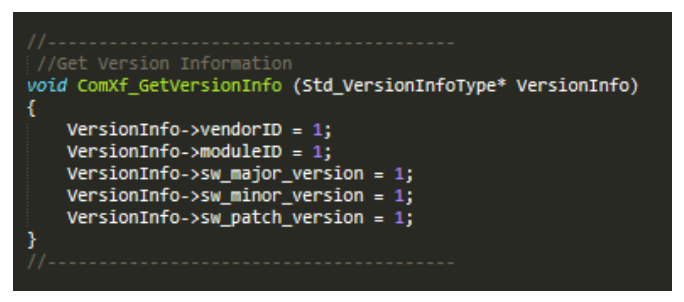 //----------------------------------------
//Get Version Information
void ComXf_GetVersionInfo (Std_VersionInfoType* VersionInfo)
{
    VersionInfo->vendorID = 1;
    VersionInfo->moduleID = 1;
    VersionInfo->sw_major_version = 1;
    VersionInfo->sw_minor_version = 1;
    VersionInfo->sw_patch_version = 1;
}
//----------------------------------------